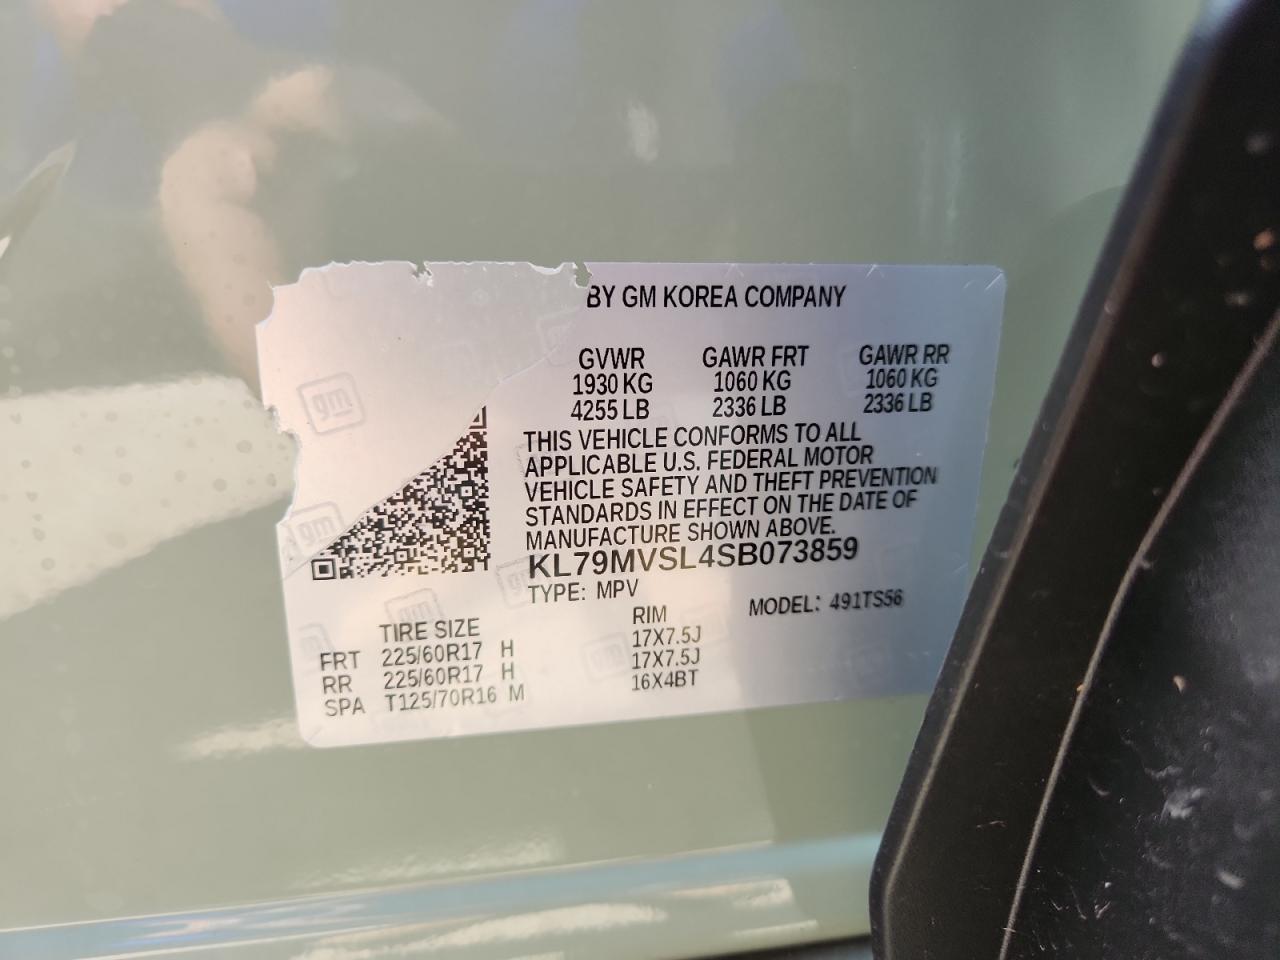 BY GM KOREA COMPANY
GVWR GAWR FRT GAWR RR
1930 KG 1060 KG 1060 KG
4255 LB 2336 LB 2336 LB
THIS VEHICLE CONFORMS TO ALL
APPLICABLE U.S. FEDERAL MOTOR
VEHICLE SAFETY AND THEFT PREVENTION
STANDARDS IN EFFECT ON THE DATE OF
MANUFACTURE SHOWN ABOVE.
KL79MVSL4SB073859
TYPE: MPV MODEL: 491TS56
TIRE SIZE RIM
FRT 225/60R17 H 17X7.5J
RR 225/60R17 H 17X7.5J
SPA T125/70R16 M 16X4BT
gm
gm